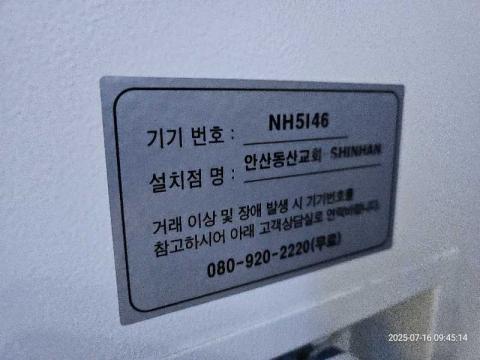 기기 번호 : NH5146
설치점 명 : 안산동산교회 SHINHAN
거래 이상 및 장애 발생 시 기기번호를
참고하시어 아래 고객상담실로 연락바랍니다.
080-920-2220(무료)
2025-07-16 09:45:14